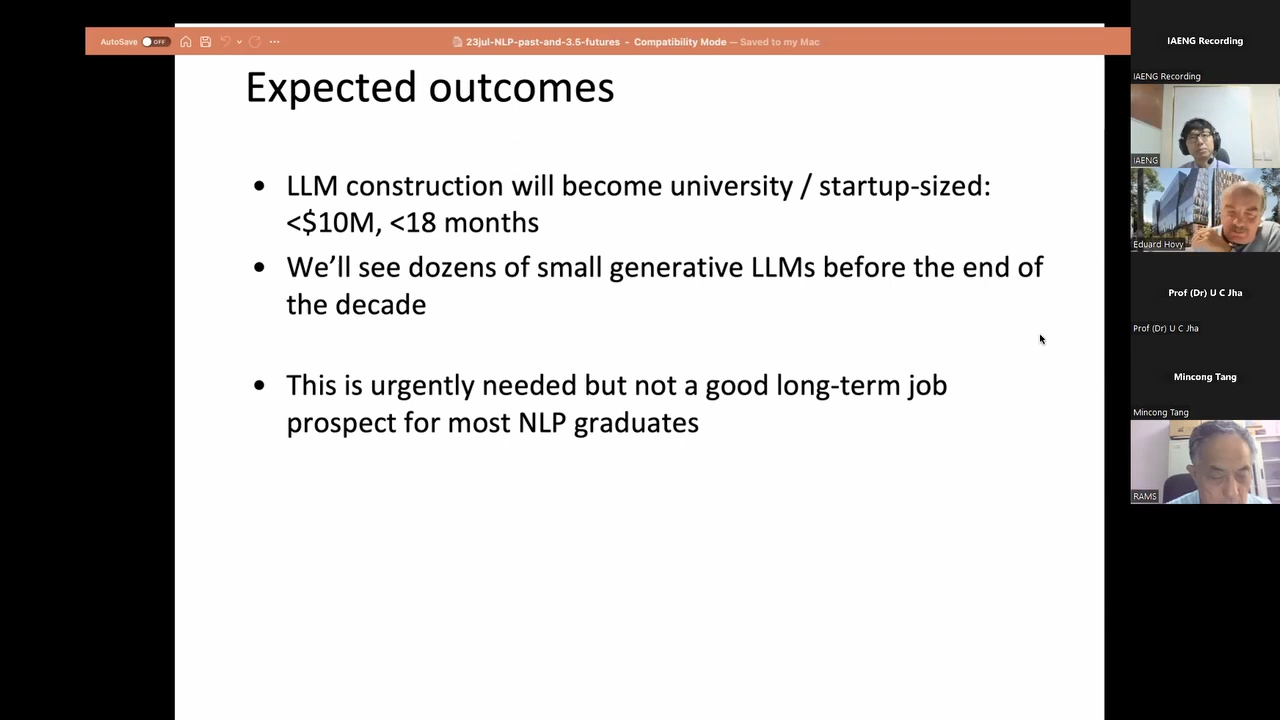 AutoSave OFF
23jul-NLP-past-and-3.5-futures - Compatibility Mode — Saved to my Mac
Expected outcomes
• LLM construction will become university / startup-sized:
<$10M, <18 months
• We’ll see dozens of small generative LLMs before the end of
the decade
• This is urgently needed but not a good long-term job
prospect for most NLP graduates
IAENG Recording
IAENG Recording
IAENG
Eduard Hovy
Prof (Dr) U C Jha
Prof (Dr) U C Jha
Mincong Tang
Mincong Tang
RAMS